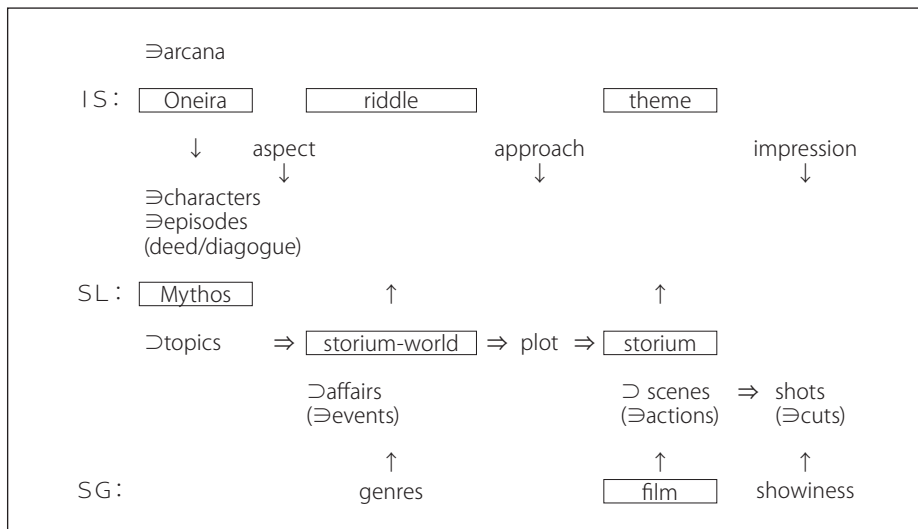 ∋arcana
IS: Oneira riddle theme
↓ aspect approach impression
↓ ↓ ↓
∋characters
∋episodes
(deed/diagogue)
SL: Mythos ↑ ↑
⊃topics ⇒ storium-world ⇒ plot ⇒ storium
⊃affairs ⊃ scenes ⇒ shots
(∋events) (∋actions) (∋cuts)
↑ ↑ ↑
SG: genres film showiness